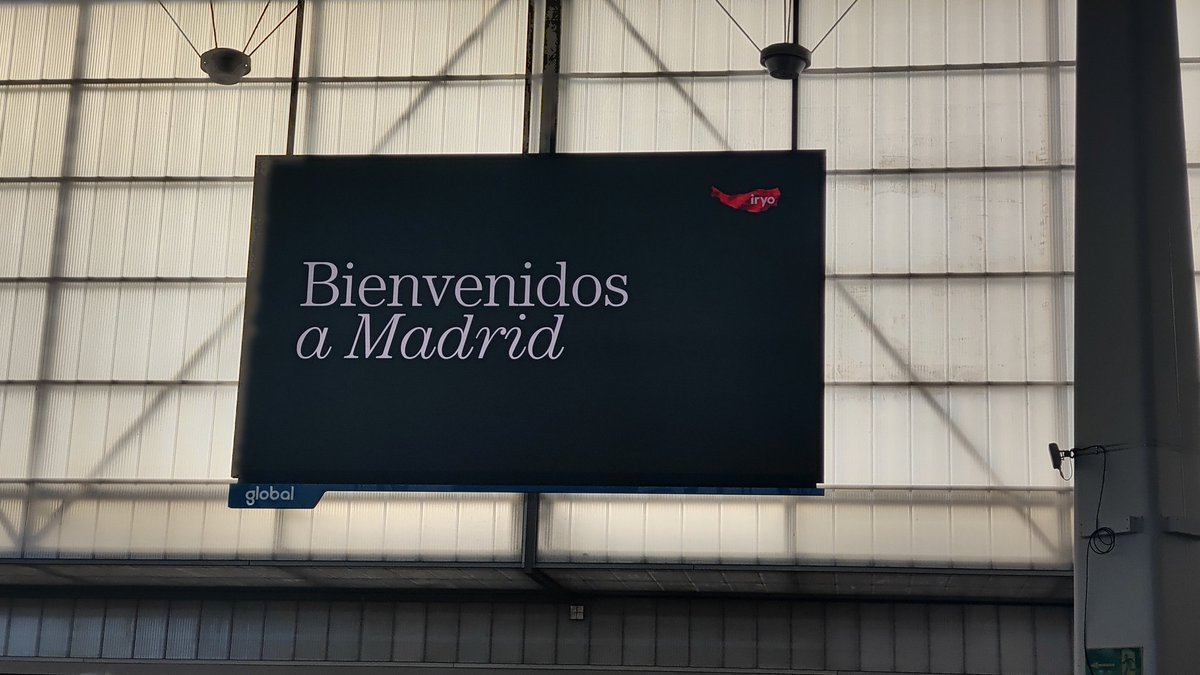 iryo
Bienvenidos
a Madrid
global